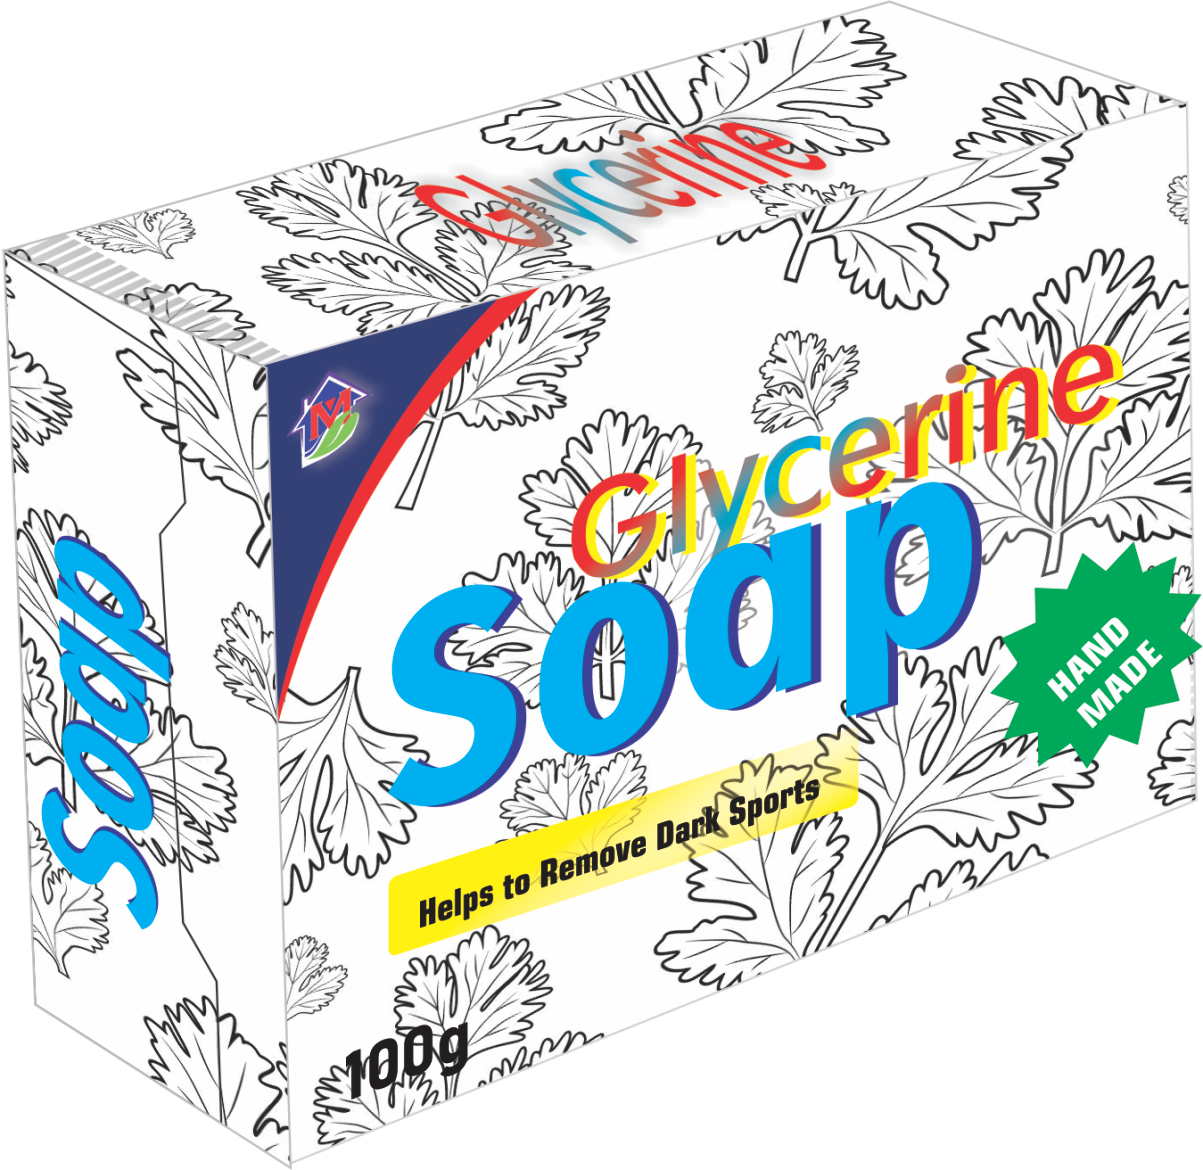 Glycerine
M
Glycerine
Soap
Soap
HAND
MADE
Helps to Remove Dark Sports
100g